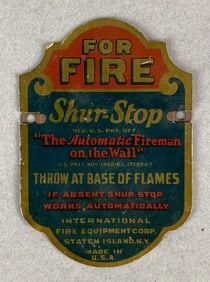 FOR
FIRE
Shur-Stop
REG. U.S. PAT. OFF.
"The Automatic Fireman
on the Wall"
U.S. PAT.
THROW AT BASE OF FLAMES
IF ABSENT SHUR-STOP
WORKS AUTOMATICALLY
INTERNATIONAL
FIRE EQUIPMENT CORP.
STATEN ISLAND, N.Y.
MADE IN
U.S.A.